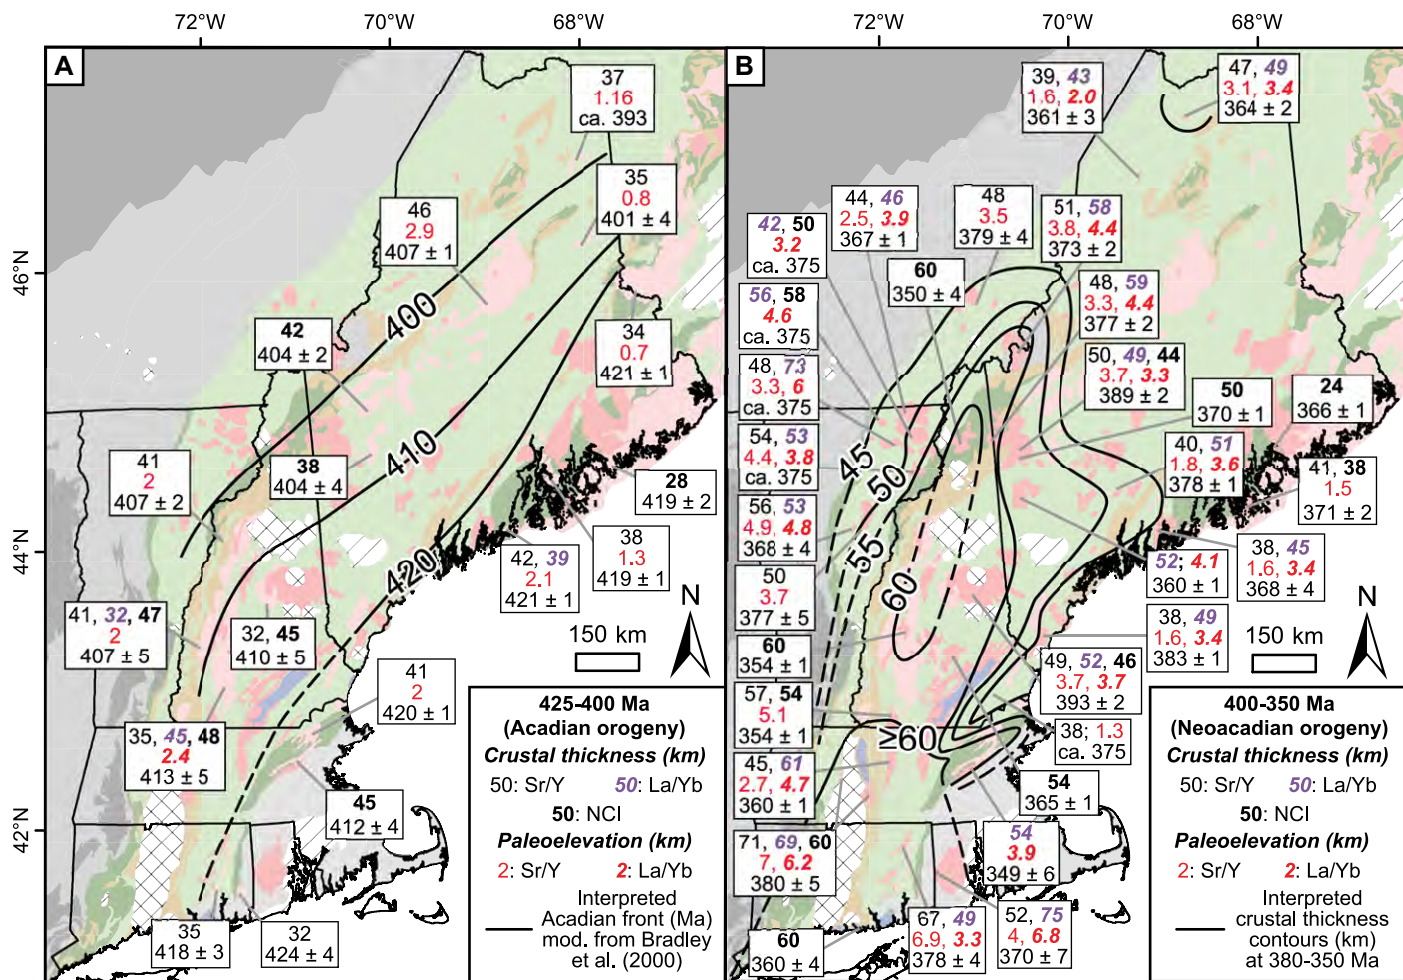 72°W 70°W 68°W
72°W 70°W 68°W
46°N
44°N
42°N
A
37
1.16
ca. 393
35
0.8
401 ± 4
46
2.9
407 ± 1
400
42
404 ± 2
34
0.7
421 ± 1
410
41
2
407 ± 2
38
404 ± 4
28
419 ± 2
38
1.3
419 ± 1
420
42, 39
2.1
421 ± 1
41, 32, 47
2
407 ± 5
32, 45
410 ± 5
N
150 km
41
2
420 ± 1
35, 45, 48
2.4
413 ± 5
45
412 ± 4
35
418 ± 3
32
424 ± 4
425-400 Ma
(Acadian orogeny)
Crustal thickness (km)
50: Sr/Y 50: La/Yb
50: NCI
Paleoelevation (km)
2: Sr/Y 2: La/Yb
Interpreted
Acadian front (Ma)
mod. from Bradley
et al. (2000)
B
39, 43
1.6, 2.0
361 ± 3
47, 49
3.1, 3.4
364 ± 2
44, 46
2.5, 3.9
367 ± 1
48
3.5
379 ± 4
51, 58
3.8, 4.4
373 ± 2
42, 50
3.2
ca. 375
60
350 ± 4
48, 59
3.3, 4.4
377 ± 2
56, 58
4.6
ca. 375
50, 49, 44
3.7, 3.3
389 ± 2
48, 73
3.3, 6
ca. 375
50
370 ± 1
24
366 ± 1
54, 53
4.4, 3.8
ca. 375
40, 51
1.8, 3.6
378 ± 1
41, 38
1.5
371 ± 2
45
50
55
60
56, 53
4.9, 4.8
368 ± 4
52; 4.1
360 ± 1
38, 45
1.6, 3.4
368 ± 4
50
3.7
377 ± 5
38, 49
1.6, 3.4
383 ± 1
N
150 km
60
354 ± 1
49, 52, 46
3.7, 3.7
393 ± 2
57, 54
5.1
354 ± 1
≥60
38; 1.3
ca. 375
45, 61
2.7, 4.7
360 ± 1
54
365 ± 1
71, 69, 60
7, 6.2
380 ± 5
54
3.9
349 ± 6
60
360 ± 4
67, 49
6.9, 3.3
378 ± 4
52, 75
4, 6.8
370 ± 7
400-350 Ma
(Neoacadian orogeny)
Crustal thickness (km)
50: Sr/Y 50: La/Yb
50: NCI
Paleoelevation (km)
2: Sr/Y 2: La/Yb
Interpreted
crustal thickness
contours (km)
at 380-350 Ma